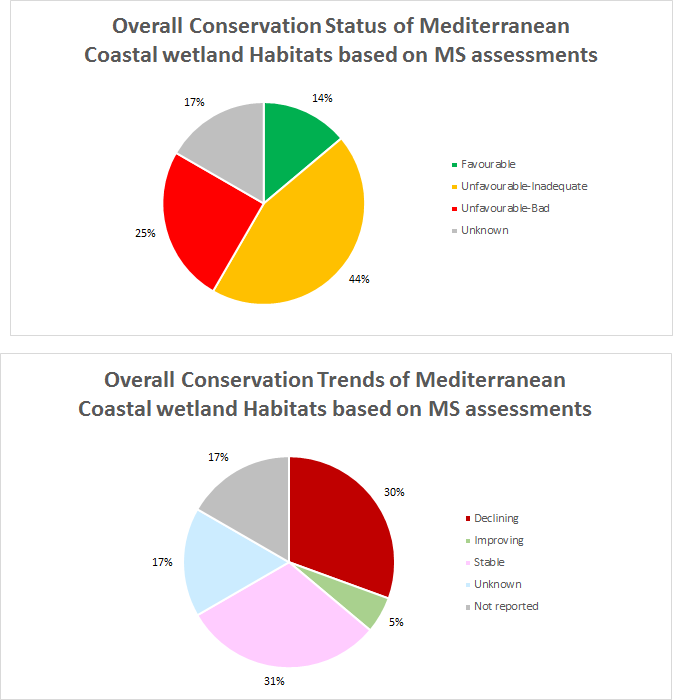 Overall Conservation Status of Mediterranean
Coastal wetland Habitats based on MS assessments
17%
14%
25%
44%
Favourable
Unfavourable-Inadequate
Unfavourable-Bad
Unknown
Overall Conservation Trends of Mediterranean
Coastal wetland Habitats based on MS assessments
17%
30%
17%
5%
31%
Declining
Improving
Stable
Unknown
Not reported